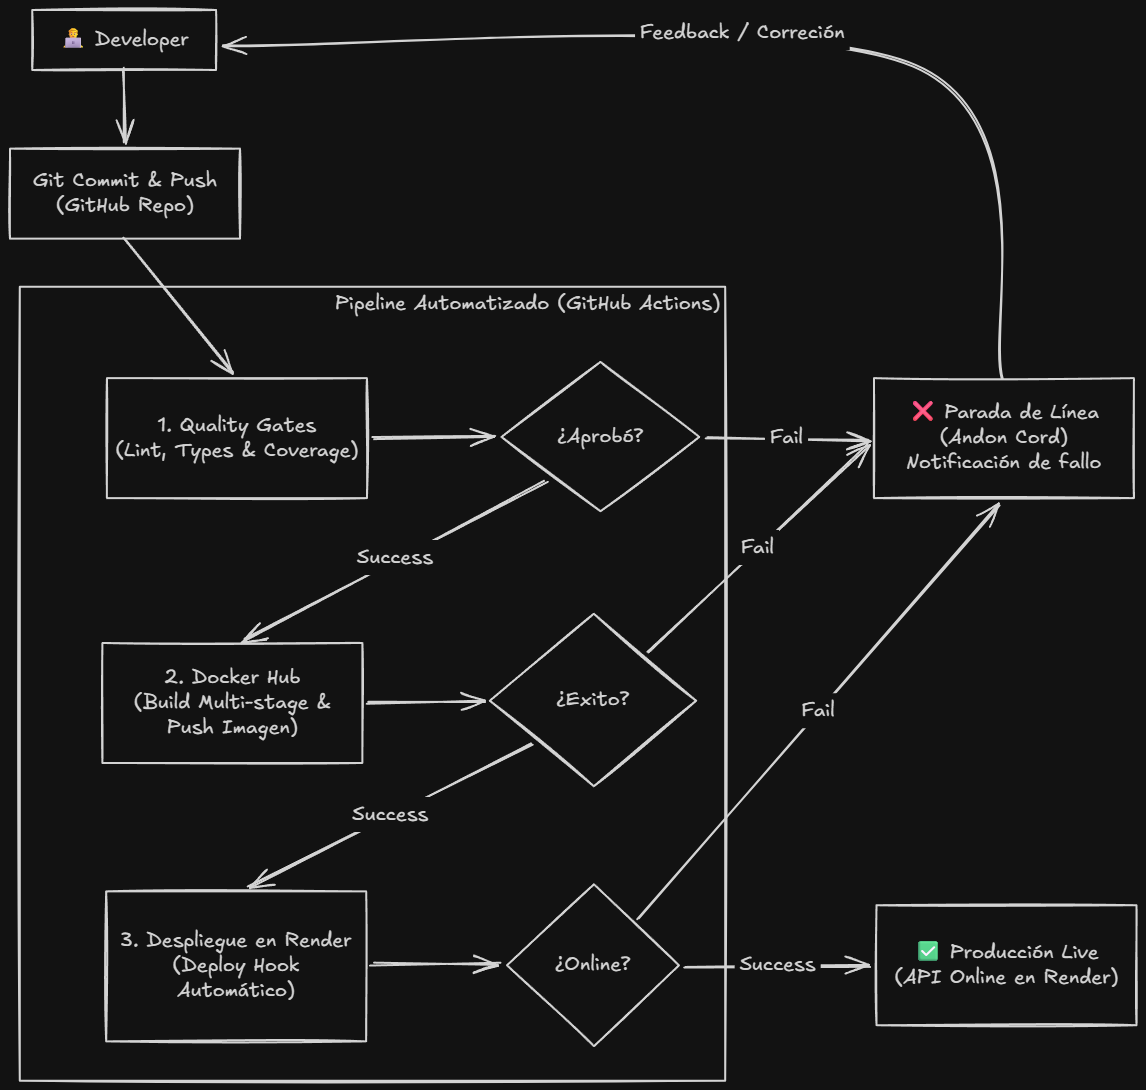 Developer
Feedback / Correción
Git Commit & Push
(GitHub Repo)
Pipeline Automatizado (GitHub Actions)
1. Quality Gates
(Lint, Types & Coverage)
¿Aprobó?
Fail
❌ Parada de Línea
(Andon Cord)
Notificación de fallo
Success
Fail
2. Docker Hub
(Build Multi-stage &
Push Imagen)
¿Exito?
Fail
Success
3. Despliegue en Render
(Deploy Hook
Automático)
¿Online?
Success
✅ Producción Live
(API Online en Render)